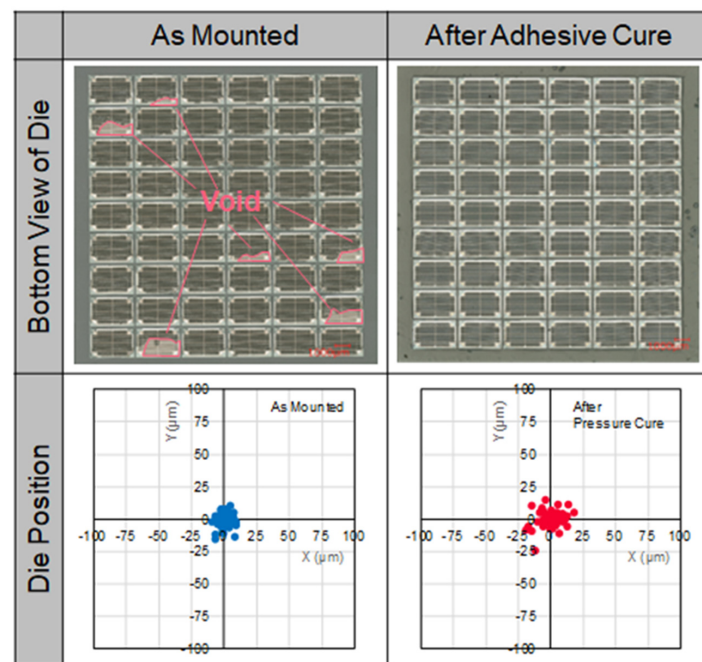 As Mounted
After Adhesive Cure
Bottom View of Die
Void
Die Position
100
75
50
25
0
-25
-50
-75
-100
-100 -75 -50 -25 0 25 50 75 100
Y(µm)
X (µm)
As Mounted
100
75
50
25
0
-25
-50
-75
-100
-100 -75 -50 -25 0 25 50 75 100
Y(µm)
X (µm)
After
Pressure Cure